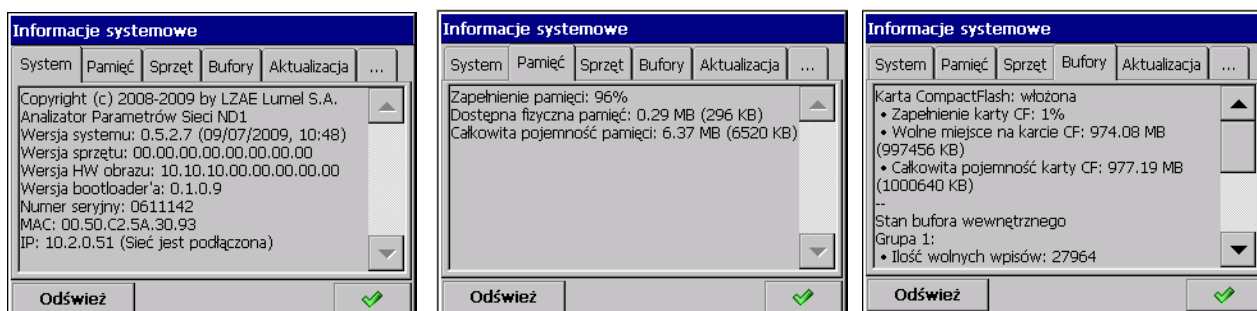 Informacje systemowe
System Pamięć Sprzęt Bufory Aktualizacja ...
Copyright (c) 2008-2009 by LZAE Lumel S.A.
Analizator Parametrów Sieci ND1
Wersja systemu: 0.5.2.7 (09/07/2009, 10:48)
Wersja sprzętu: 00.00.00.00.00.00.00.00
Wersja HW obrazu: 10.10.10.00.00.00.00.00
Wersja bootloader'a: 0.1.0.9
Numer seryjny: 0611142
MAC: 00.50.C2.5A.30.93
IP: 10.2.0.51 (Sieć jest podłączona)
Odśwież
Informacje systemowe
System Pamięć Sprzęt Bufory Aktualizacja ...
Zapełnienie pamięci: 96%
Dostępna fizyczna pamięć: 0.29 MB (296 KB)
Całkowita pojemność pamięci: 6.37 MB (6520 KB)
Odśwież
Informacje systemowe
System Pamięć Sprzęt Bufory Aktualizacja ...
Karta CompactFlash: włożona
• Zapełnienie karty CF: 1%
• Wolne miejsce na karcie CF: 974.08 MB
(997456 KB)
• Całkowita pojemność karty CF: 977.19 MB
(1000640 KB)
--
Stan bufora wewnętrznego
Grupa 1:
• Ilość wolnych wpisów: 27964
Odśwież